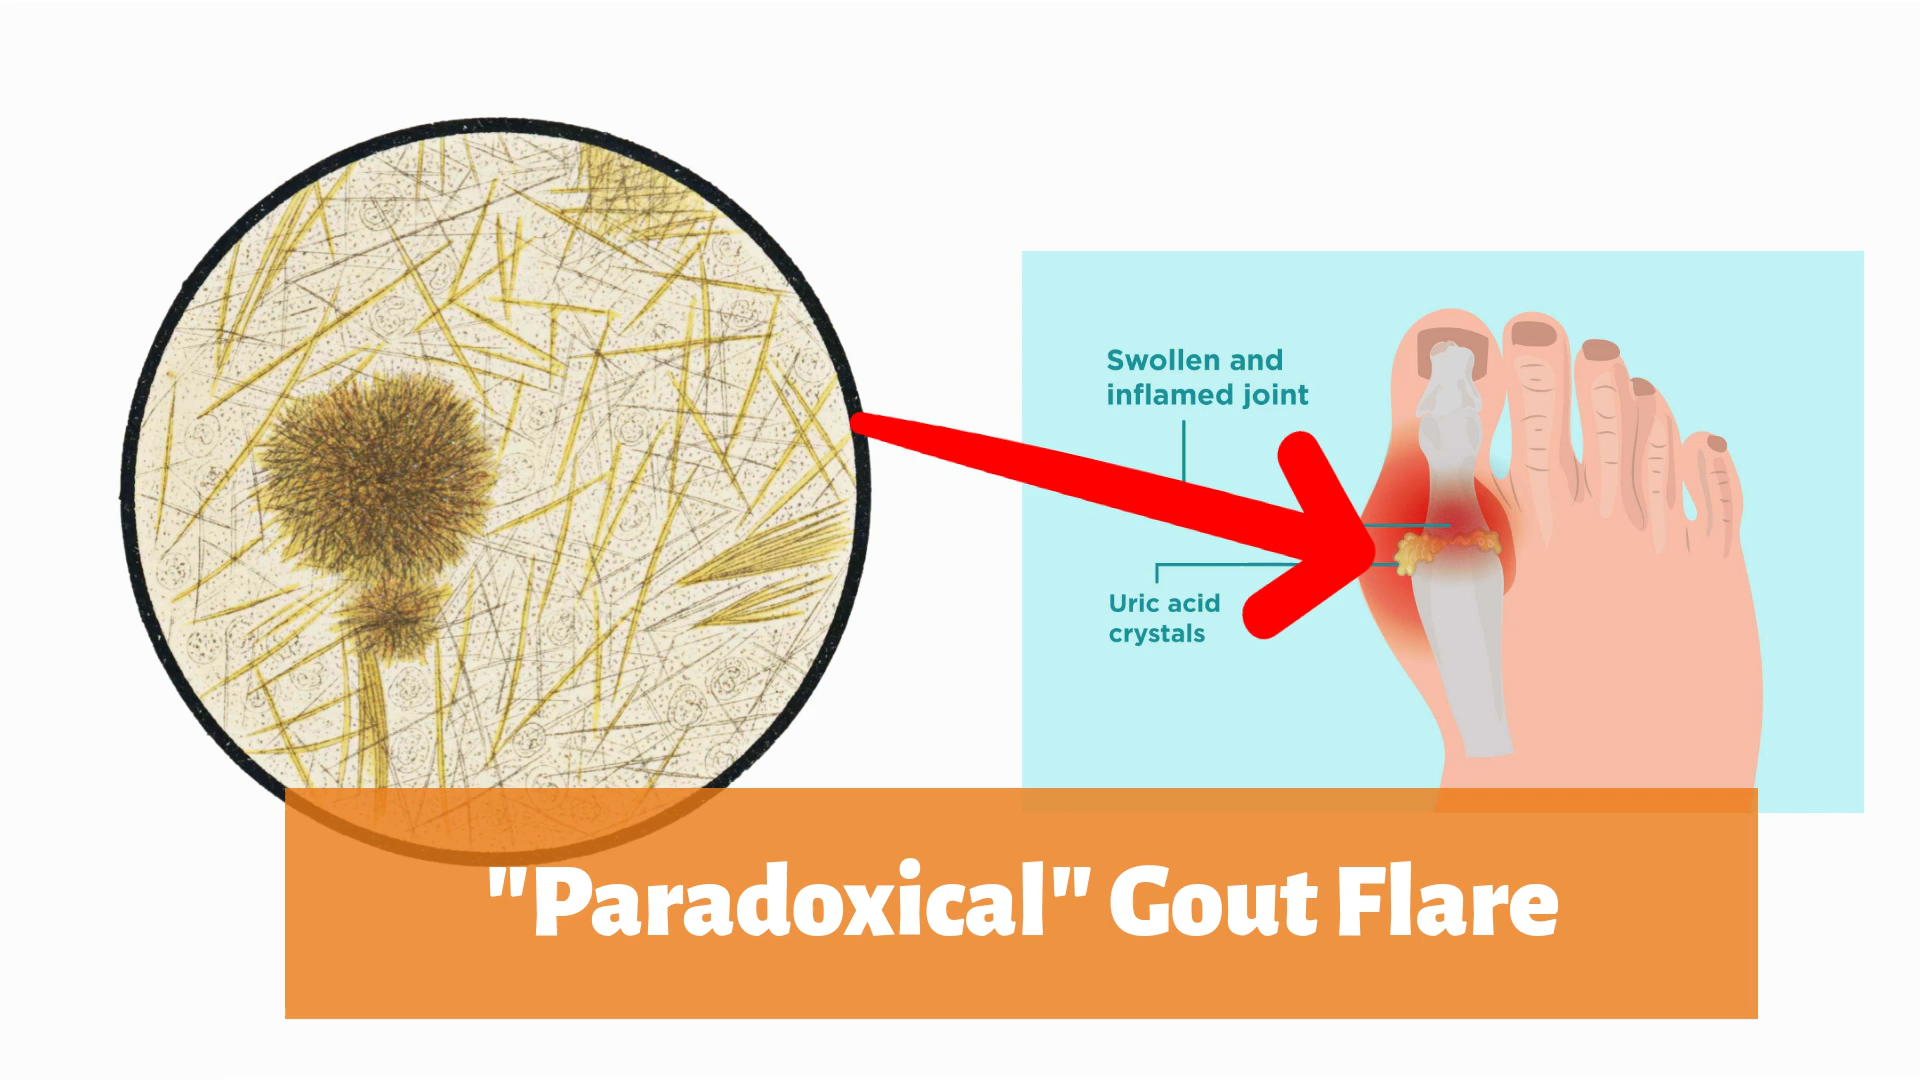 Swollen and
inflamed joint
Uric acid
crystals
"Paradoxical" Gout Flare